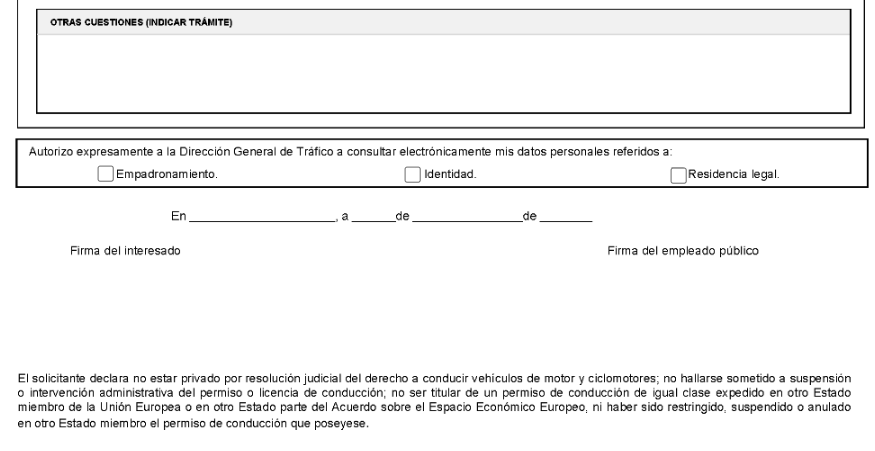 OTRAS CUESTIONES (INDICAR TRÁMITE)
Autorizo expresamente a la Dirección General de Tráfico a consultar electrónicamente mis datos personales referidos a:
Empadronamiento. Identidad. Residencia legal.
En ______________________, a ______de ________________de ________
Firma del interesado Firma del empleado público
El solicitante declara no estar privado por resolución judicial del derecho a conducir vehículos de motor y ciclomotores; no hallarse sometido a suspensión
o intervención administrativa del permiso o licencia de conducción; no ser titular de un permiso de conducción de igual clase expedido en otro Estado
miembro de la Unión Europea o en otro Estado parte del Acuerdo sobre el Espacio Económico Europeo, ni haber sido restringido, suspendido o anulado
en otro Estado miembro el permiso de conducción que poseyese.